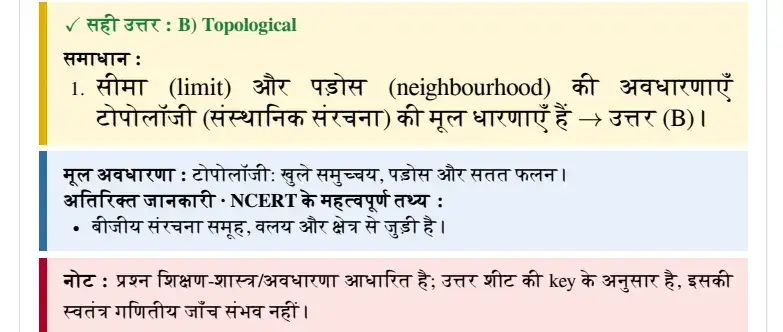 ✓ सही उत्तर : B) Topological
समाधान :
1. सीमा (limit) और पड़ोस (neighbourhood) की अवधारणाएँ
टोपोलॉजी (संस्थानिक संरचना) की मूल धारणाएँ हैं → उत्तर (B)।
मूल अवधारणा : टोपोलॉजी: खुले समुच्चय, पड़ोस और सतत फलन।
अतिरिक्त जानकारी · NCERT के महत्वपूर्ण तथ्य :
• बीजीय संरचना समूह, वलय और क्षेत्र से जुड़ी है।
नोट : प्रश्न शिक्षण-शास्त्र/अवधारणा आधारित है; उत्तर शीट की key के अनुसार है, इसकी
स्वतंत्र गणितीय जाँच संभव नहीं।